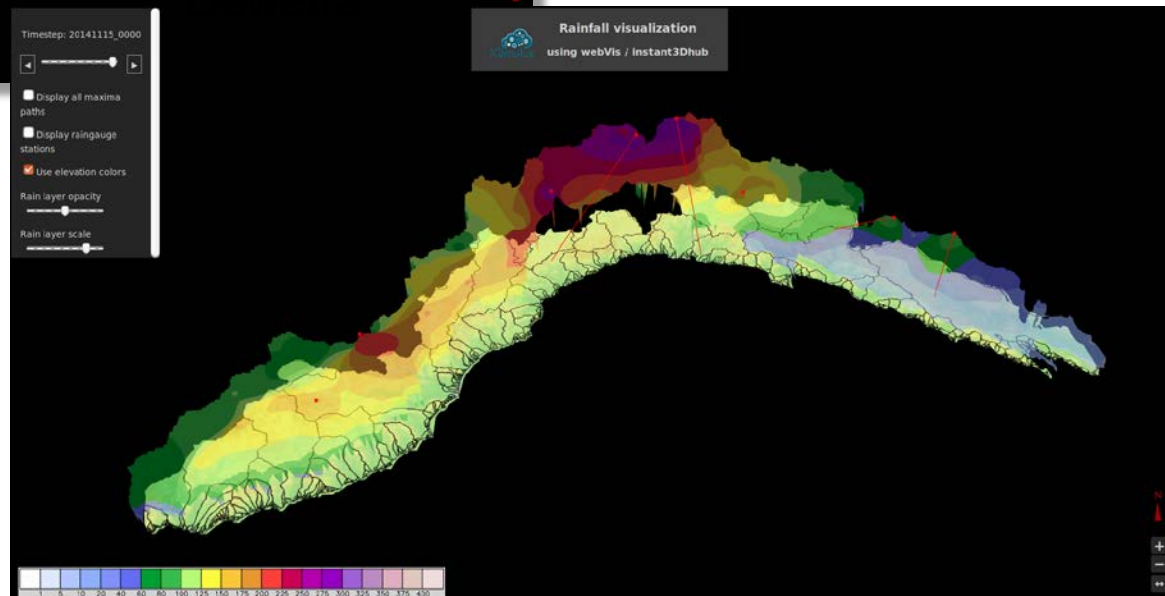 Timestep: 20141115_0000
Display all maxima
paths
Display raingauge
stations
Use elevation colors
Rain layer opacity
Rain layer scale
Rainfall visualization
using webVis / instant3Dhub
N
1 5 10 20 40 60 80 100 125 150 175 200 225 250 275 300 325 350 375 400